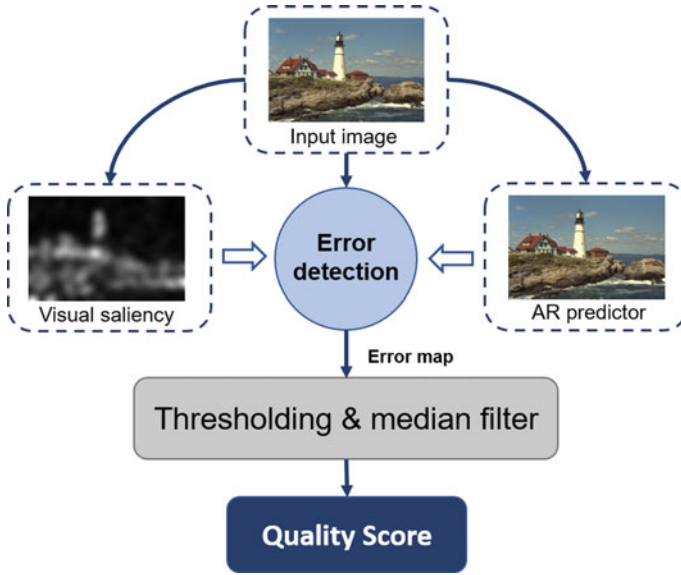 Input image
Error
detection
Visual saliency
AR predictor
Error map
Thresholding & median filter
Quality Score